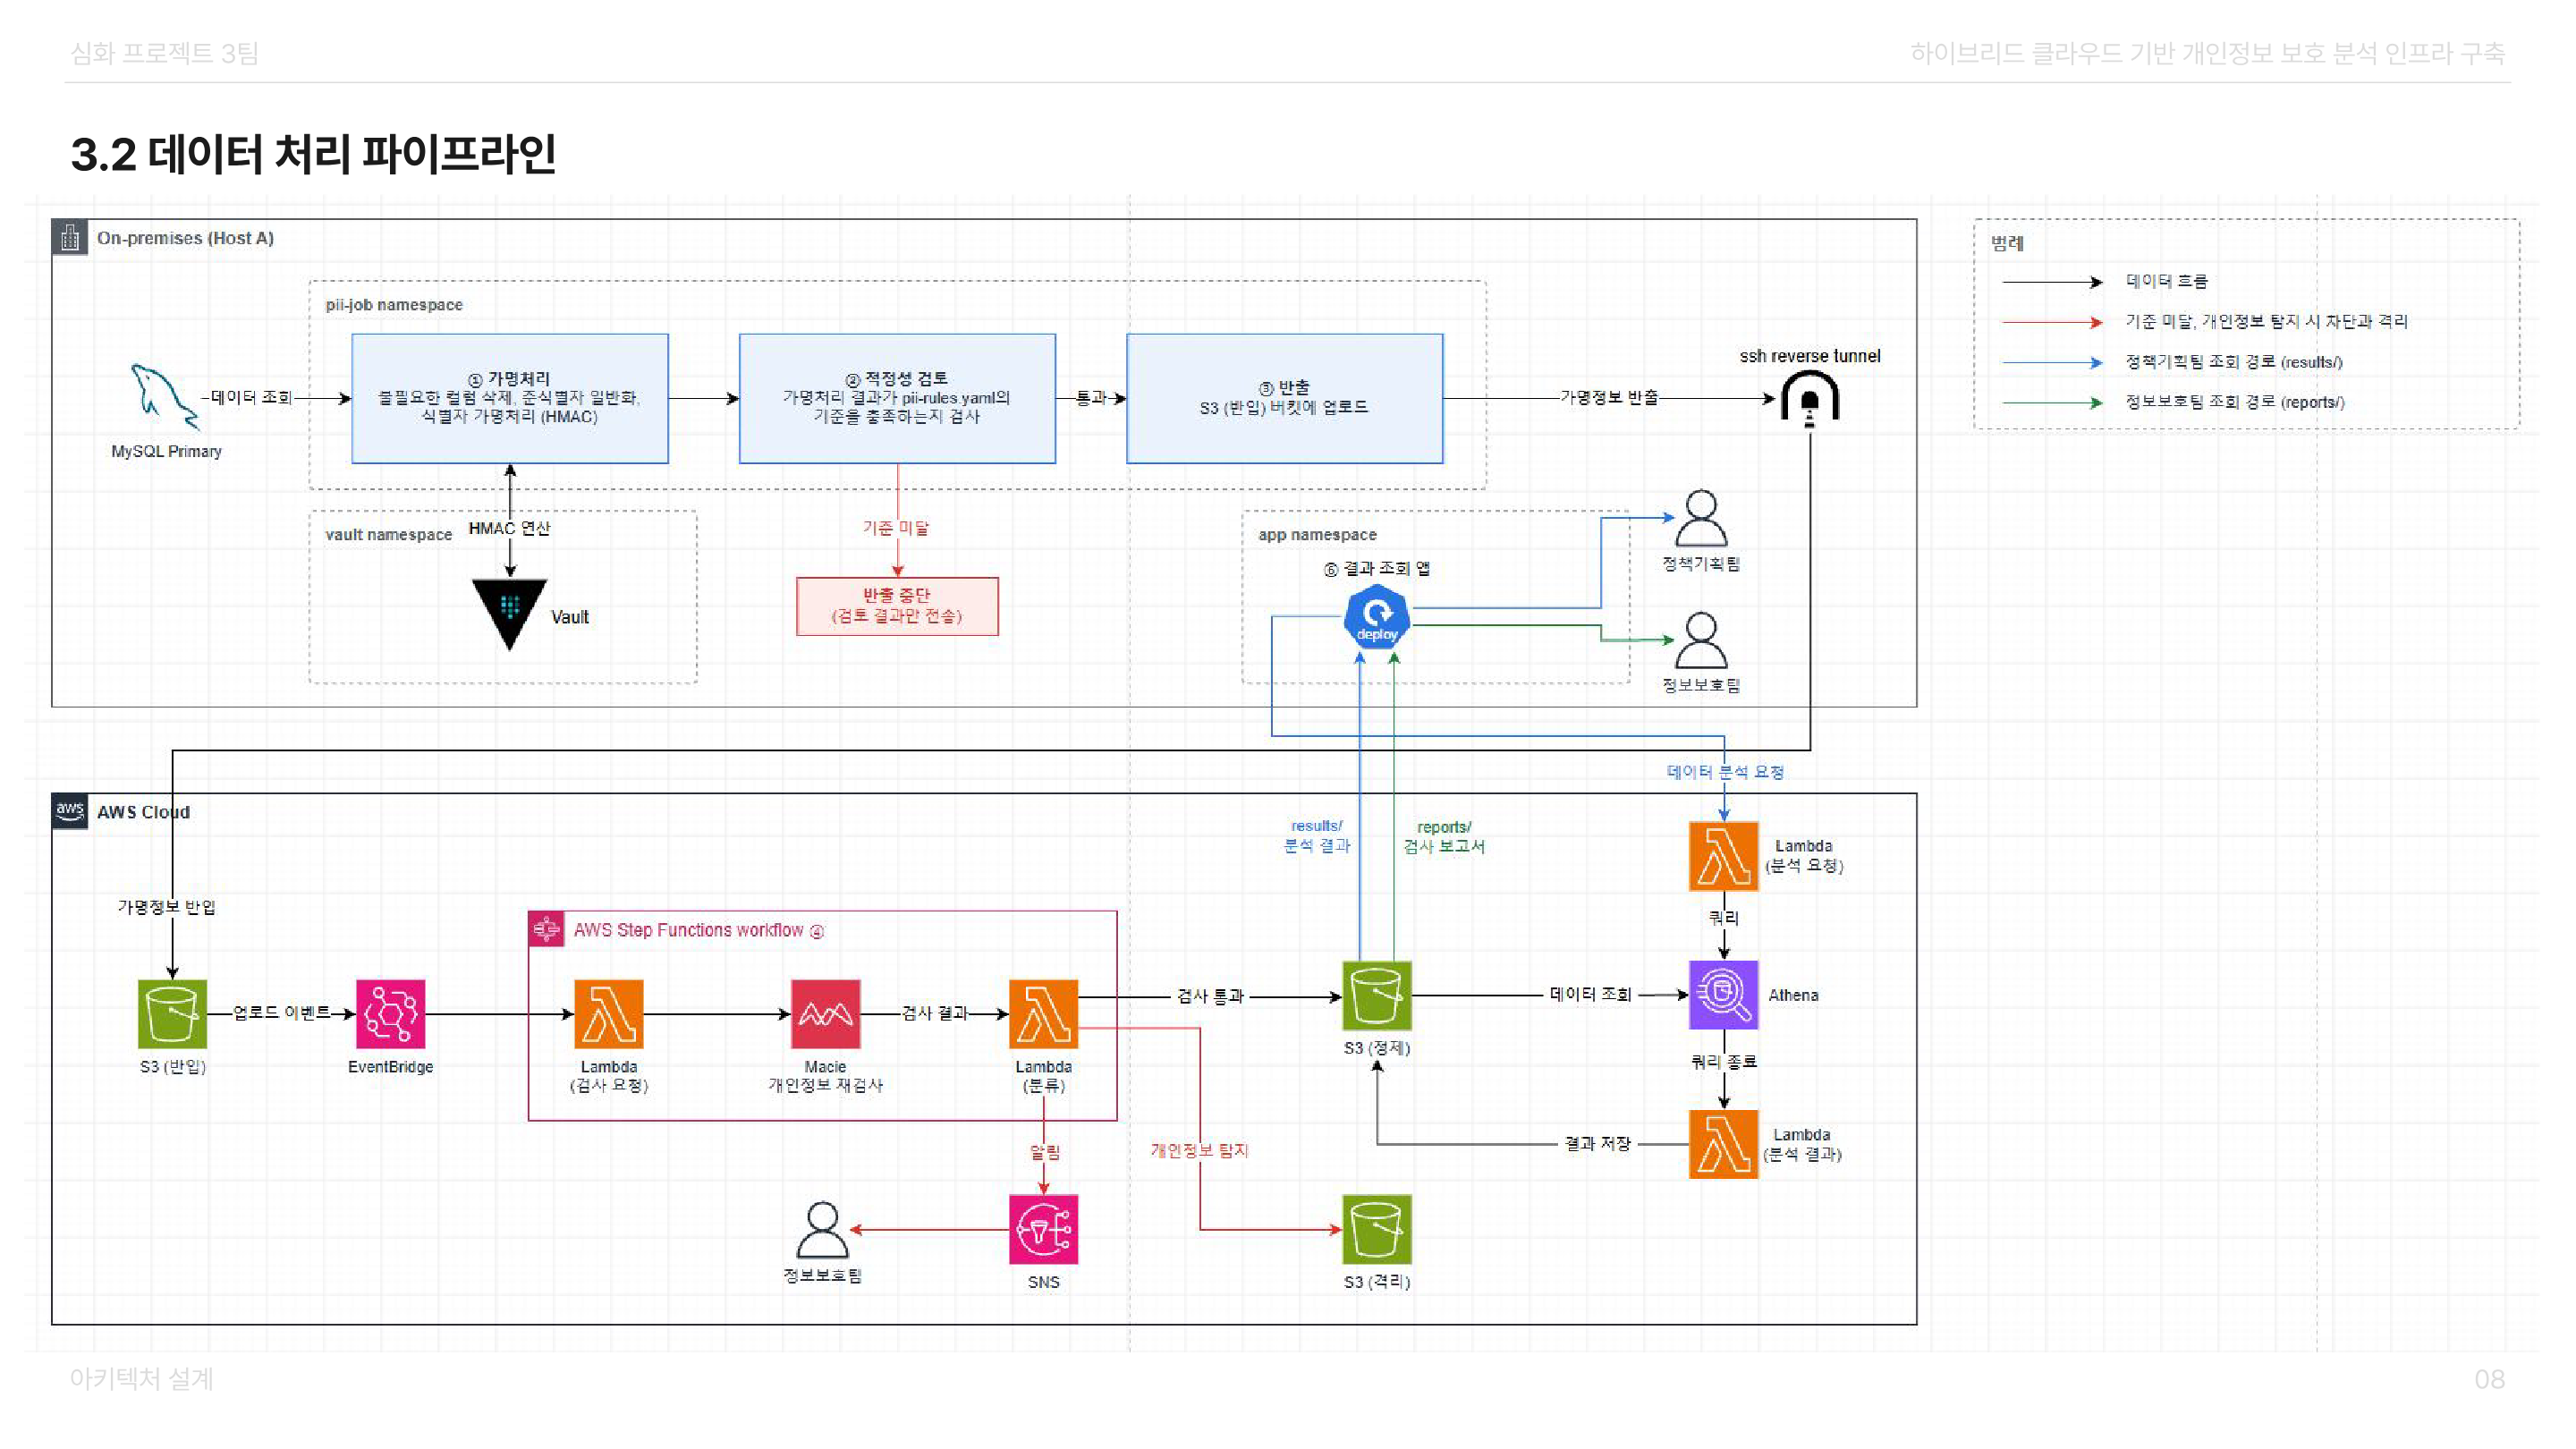 심화 프로젝트 3팀
하이브리드 클라우드 기반 개인정보 보호 분석 인프라 구축
3.2 데이터 처리 파이프라인
On-premises (Host A)
범례
데이터 흐름
기준 미달, 개인정보 탐지 시 차단과 격리
정책기획팀 조회 경로 (results/)
정보보호팀 조회 경로 (reports/)
pii-job namespace
MySQL Primary
데이터 조회
① 가명처리
불필요한 컬럼 삭제, 준식별자 일반화,
식별자 가명처리 (HMAC)
② 적정성 검토
가명처리 결과가 pii-rules.yaml의
기준을 충족하는지 검사
통과
③ 반출
S3 (반입) 버킷에 업로드
가명정보 반출
ssh reverse tunnel
vault namespace
HMAC 연산
Vault
기준 미달
반출 중단
(검토 결과만 전송)
app namespace
⑥ 결과 조회 앱
deploy
정책기획팀
정보보호팀
데이터 분석 요청
aws
AWS Cloud
results/
분석 결과
reports/
검사 보고서
Lambda
(분석 요청)
쿼리
가명정보 반입
AWS Step Functions workflow ④
S3 (반입)
업로드 이벤트
EventBridge
Lambda
(검사 요청)
Macie
개인정보 재검사
검사 결과
Lambda
(분류)
검사 통과
S3 (정제)
데이터 조회
Athena
쿼리 종료
Lambda
(분석 결과)
결과 저장
알림
개인정보 탐지
정보보호팀
SNS
S3 (격리)
아키텍처 설계
08